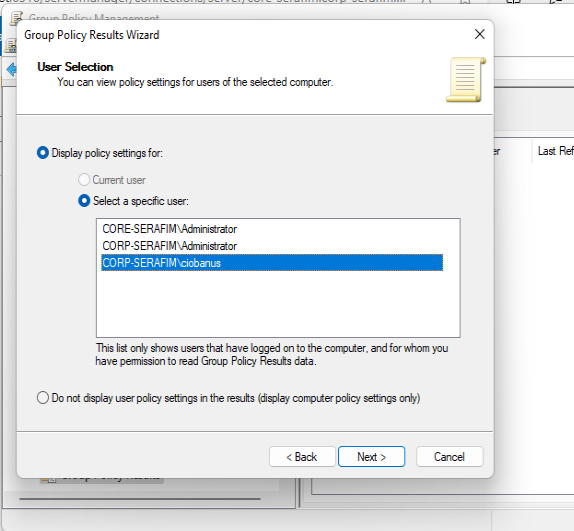 Group Policy Management
Group Policy Results Wizard
User Selection
You can view policy settings for users of the selected computer.
Display policy settings for:
Current user
Select a specific user:
CORE-SERAFIM\Administrator
CORP-SERAFIM\Administrator
CORP-SERAFIM\ciobanus
This list only shows users that have logged on to the computer, and for whom you
have permission to read Group Policy Results data.
Do not display user policy settings in the results (display computer policy settings only)
< Back
Next >
Cancel
er
Last Ref
Group Policy Results